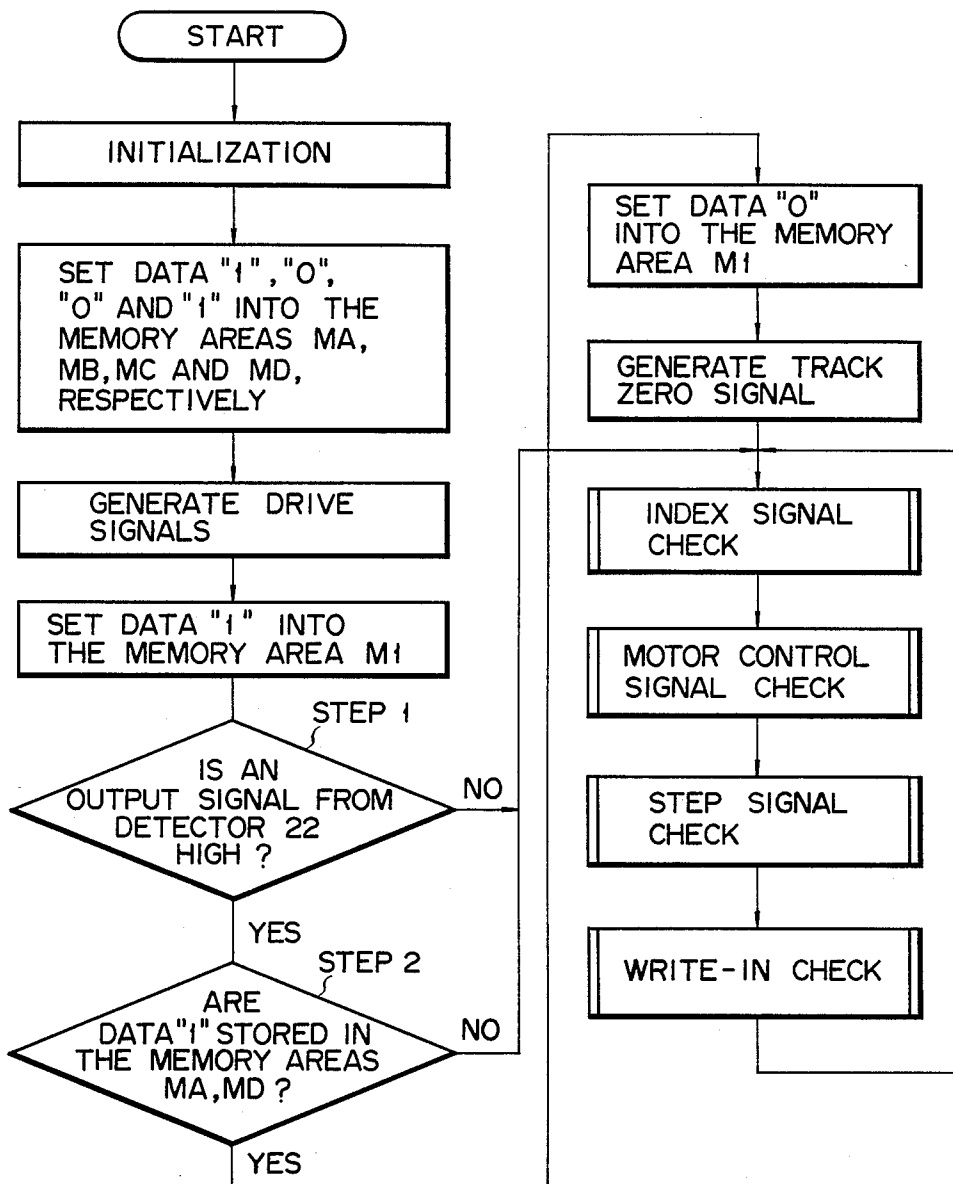 START
INITIALIZATION
SET DATA "1", "0",
"0" AND "1" INTO THE
MEMORY AREAS MA,
MB, MC AND MD,
RESPECTIVELY
GENERATE DRIVE
SIGNALS
SET DATA "1" INTO
THE MEMORY AREA M1
STEP 1
IS AN
OUTPUT SIGNAL FROM
DETECTOR 22
HIGH ?
NO
YES
STEP 2
ARE
DATA "1" STORED IN
THE MEMORY AREAS
MA, MD ?
NO
YES
SET DATA "0"
INTO THE MEMORY
AREA M1
GENERATE TRACK
ZERO SIGNAL
INDEX SIGNAL
CHECK
MOTOR CONTROL
SIGNAL CHECK
STEP SIGNAL
CHECK
WRITE-IN CHECK